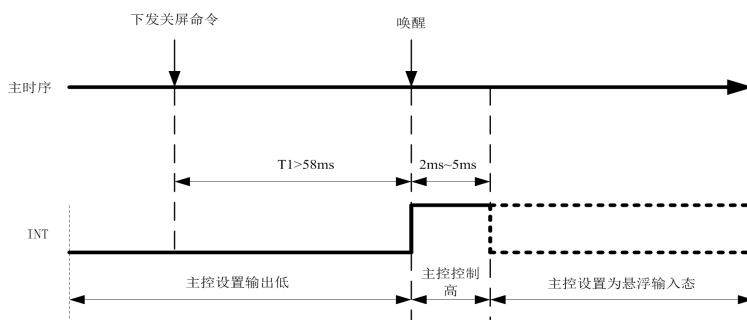 下发关屏命令
唤醒
主时序
T1>58ms
2ms~5ms
INT
主控设置输出低
主控控制
高
主控设置为悬浮输入态